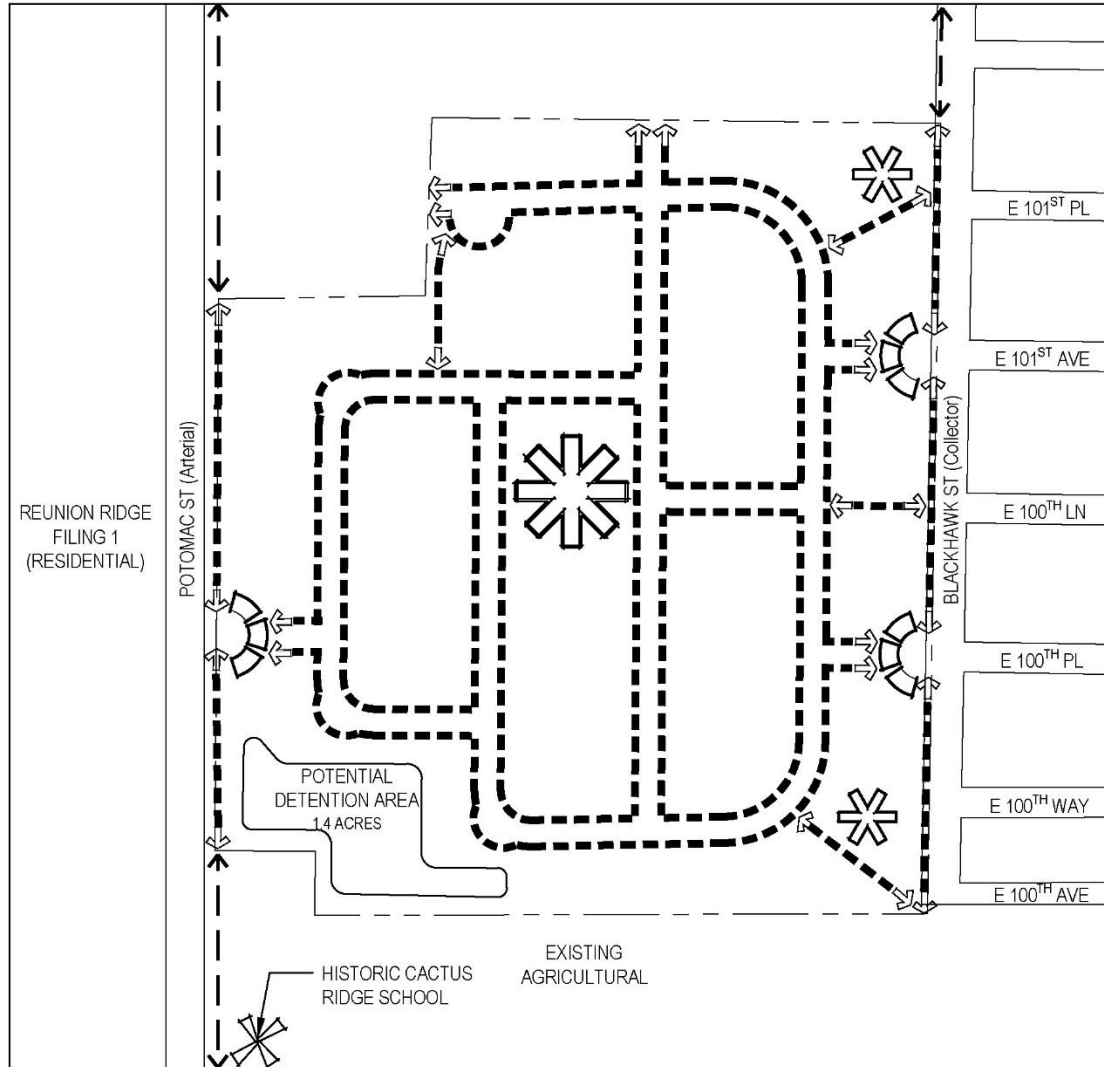 E 101ST PL
E 101ST AVE
REUNION RIDGE
FILING 1
(RESIDENTIAL)
POTOMAC ST (Arterial)
BLACKHAWK ST (Collector)
E 100TH LN
E 100TH PL
POTENTIAL
DETENTION AREA
1.4 ACRES
E 100TH WAY
E 100TH AVE
EXISTING
AGRICULTURAL
HISTORIC CACTUS
RIDGE SCHOOL